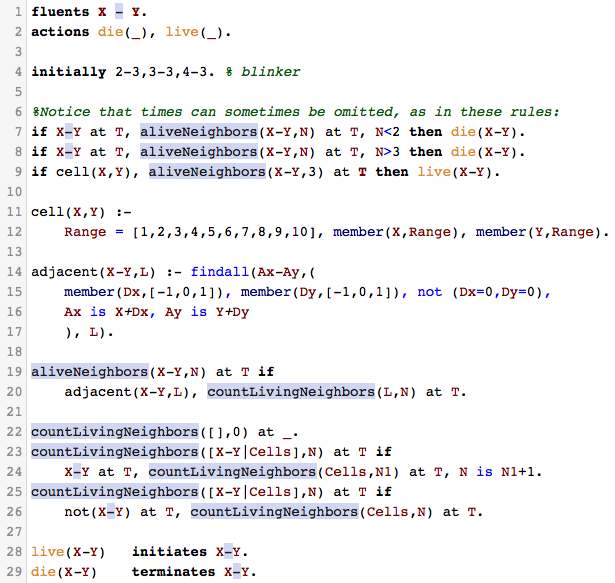 1 fluents X - Y.
2 actions die(_), live(_).
3
4 initially 2-3,3-3,4-3. % blinker
5
6 %Notice that times can sometimes be omitted, as in these rules:
7 if X-Y at T, aliveNeighbors(X-Y,N) at T, N<2 then die(X-Y).
8 if X-Y at T, aliveNeighbors(X-Y,N) at T, N>3 then die(X-Y).
9 if cell(X,Y), aliveNeighbors(X-Y,3) at T then live(X-Y).
10
11 cell(X,Y) :-
12     Range = [1,2,3,4,5,6,7,8,9,10], member(X,Range), member(Y,Range).
13
14 adjacent(X-Y,L) :- findall(Ax-Ay,(
15     member(Dx,[-1,0,1]), member(Dy,[-1,0,1]), not (Dx=0,Dy=0),
16     Ax is X+Dx, Ay is Y+Dy
17     ), L).
18
19 aliveNeighbors(X-Y,N) at T if
20     adjacent(X-Y,L), countLivingNeighbors(L,N) at T.
21
22 countLivingNeighbors([],0) at _.
23 countLivingNeighbors([X-Y|Cells],N) at T if
24     X-Y at T, countLivingNeighbors(Cells,N1) at T, N is N1+1.
25 countLivingNeighbors([X-Y|Cells],N) at T if
26     not(X-Y) at T, countLivingNeighbors(Cells,N) at T.
27
28 live(X-Y)   initiates X-Y.
29 die(X-Y)    terminates X-Y.